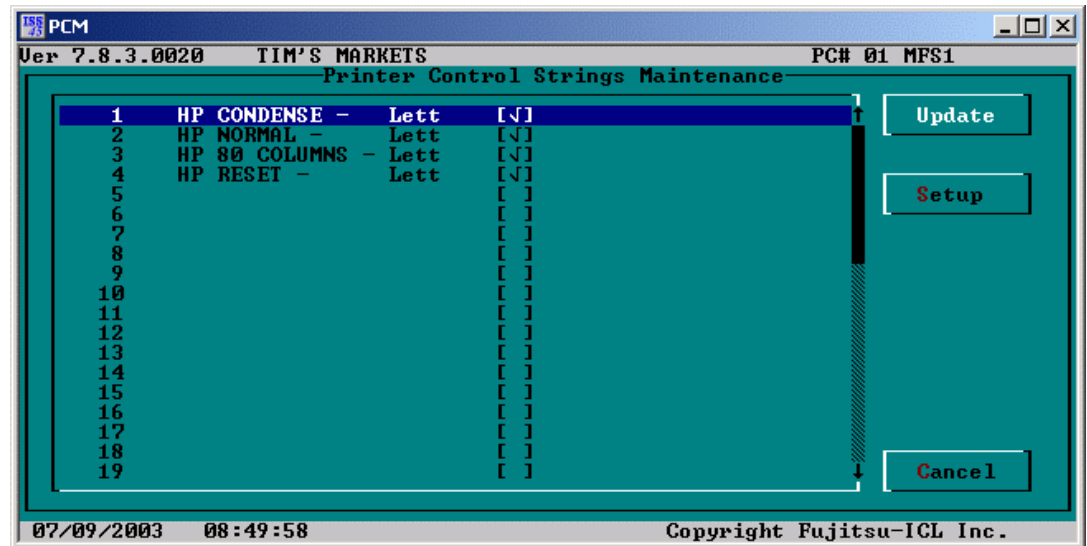 ISS 45 PCM
Ver 7.8.3.0020 TIM'S MARKETS PC# 01 MFS1
Printer Control Strings Maintenance
1 HP CONDENSE - Lett [√]
2 HP NORMAL - Lett [√]
3 HP 80 COLUMNS - Lett [√]
4 HP RESET - Lett [√]
5 [ ]
6 [ ]
7 [ ]
8 [ ]
9 [ ]
10 [ ]
11 [ ]
12 [ ]
13 [ ]
14 [ ]
15 [ ]
16 [ ]
17 [ ]
18 [ ]
19 [ ]
Update
Setup
Cancel
07/09/2003 08:49:58 Copyright Fujitsu-ICL Inc.